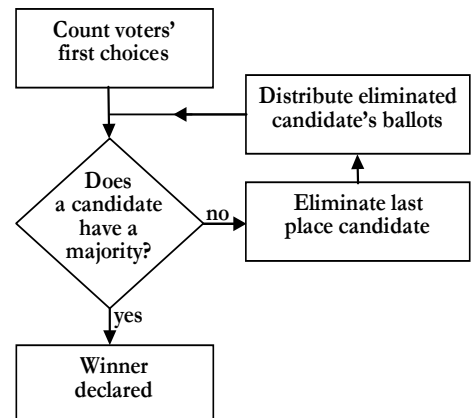 Count voters'
first choices
Distribute eliminated
candidate's ballots
Does
a candidate
have a
majority?
no
Eliminate last
place candidate
yes
Winner
declared